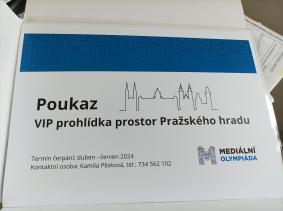 Poukaz
VIP prohlídka prostor Pražského hradu
Termín čerpání: duben - červen 2024
Kontaktní osoba: Kamila Plisková, tel.: 734 562 102
MEDIÁLNÍ
OLYMPIÁDA